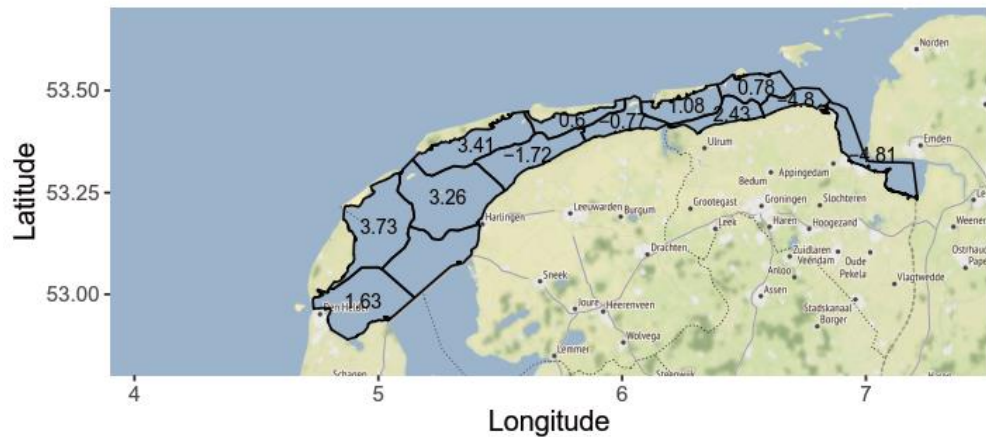 Norden
53.50
0.78
-4.8
1.08
0.6
-0.77
2.43
3.41
Ulrum
Emden
-1.72
4.81
Appingedam
Bedum
Latitude
53.25
3.26
Leeuwarden
Burgum
Grootegast
Groningen
Slochteren
3.73
Harlingen
Leek
Haren
Hoogezand
Weener
Drachten
Zuidlaren
Veendam
Oude
Pekela
Anloo
Vlagtwedde
53.00
1.63
Sneek
Assen
Den Helder
Joure
Heerenveen
Stadskanaal
Borger
Wolvega
Lemmer
Schagen
Steenwijk
4
5
6
7
Longitude